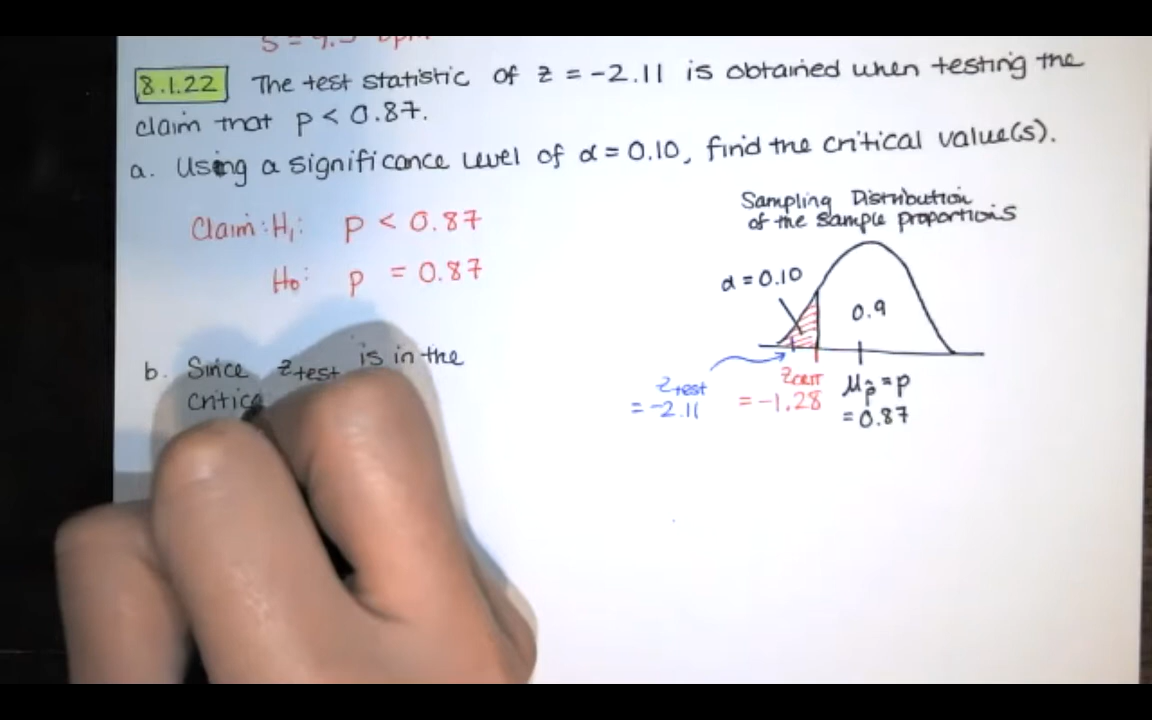 8.1.22 The test statistic of z = -2.11 is obtained when testing the
claim that p < 0.87.
a. Using a significance level of α = 0.10, find the critical value(s).
Claim: H₁: p < 0.87
H₀: p = 0.87
Sampling Distribution
of the sample proportions
α = 0.10
0.9
z test
= -2.11
z crit
= -1.28
μp̂ = p
= 0.87
b. Since z test is in the
critica